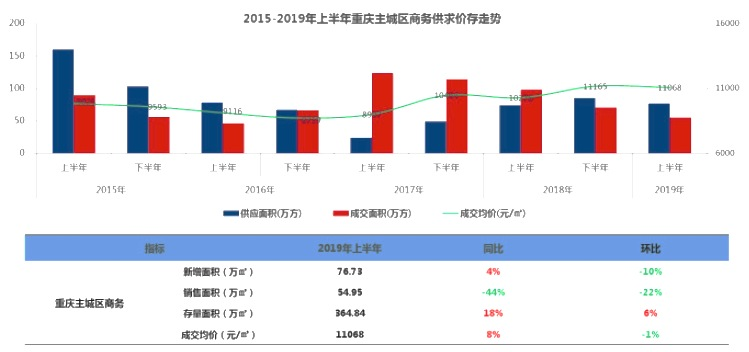 2015-2019年上半年重庆主城区商务供求价存走势
200
150
100
50
0
16000
11000
6000
9593
9116
11165
11068
上半年 下半年 上半年 下半年 上半年 下半年 上半年 下半年 上半年
2015年 2016年 2017年 2018年 2019年
供应面积(万方) 成交面积(万方) 成交均价(元/㎡)
指标 2019年上半年 同比 环比
重庆主城区商务
新增面积（万㎡） 76.73 4% -10%
销售面积（万㎡） 54.95 -44% -22%
存量面积（万㎡） 364.84 18% 6%
成交均价（元/㎡） 11068 8% -1%